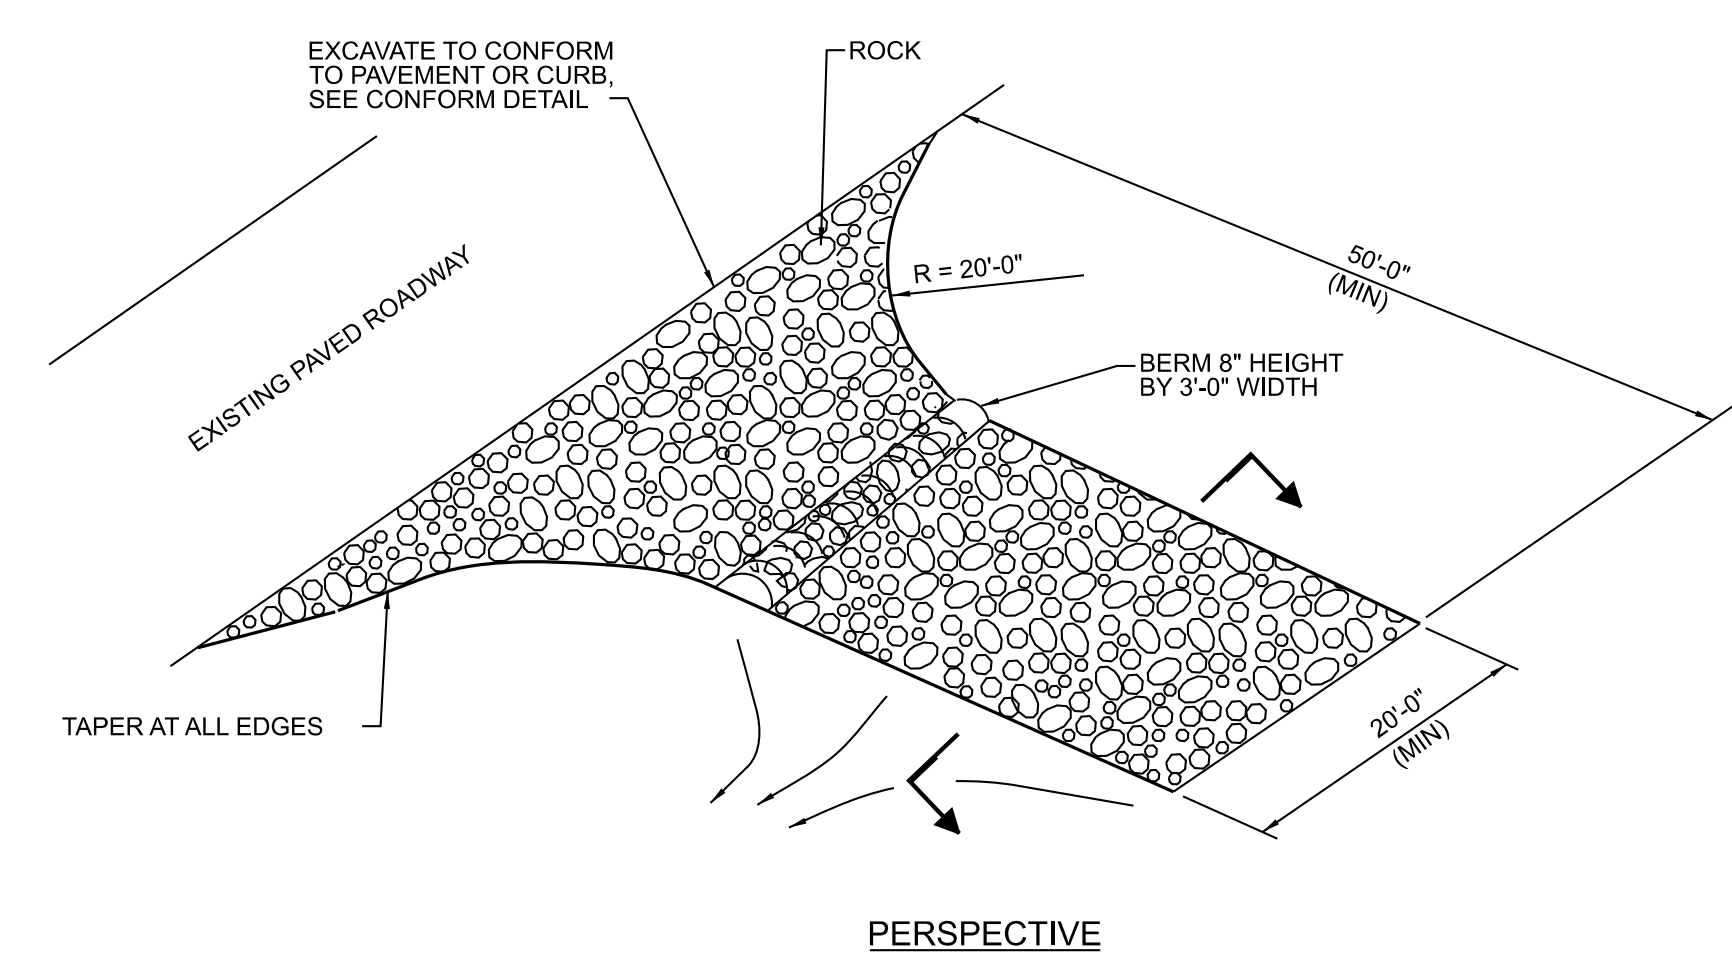 EXCAVATE TO CONFORM
TO PAVEMENT OR CURB,
SEE CONFORM DETAIL
ROCK
EXISTING PAVED ROADWAY
R = 20'-0"
50'-0"
(MIN)
BERM 8" HEIGHT
BY 3'-0" WIDTH
TAPER AT ALL EDGES
20'-0"
(MIN)
PERSPECTIVE